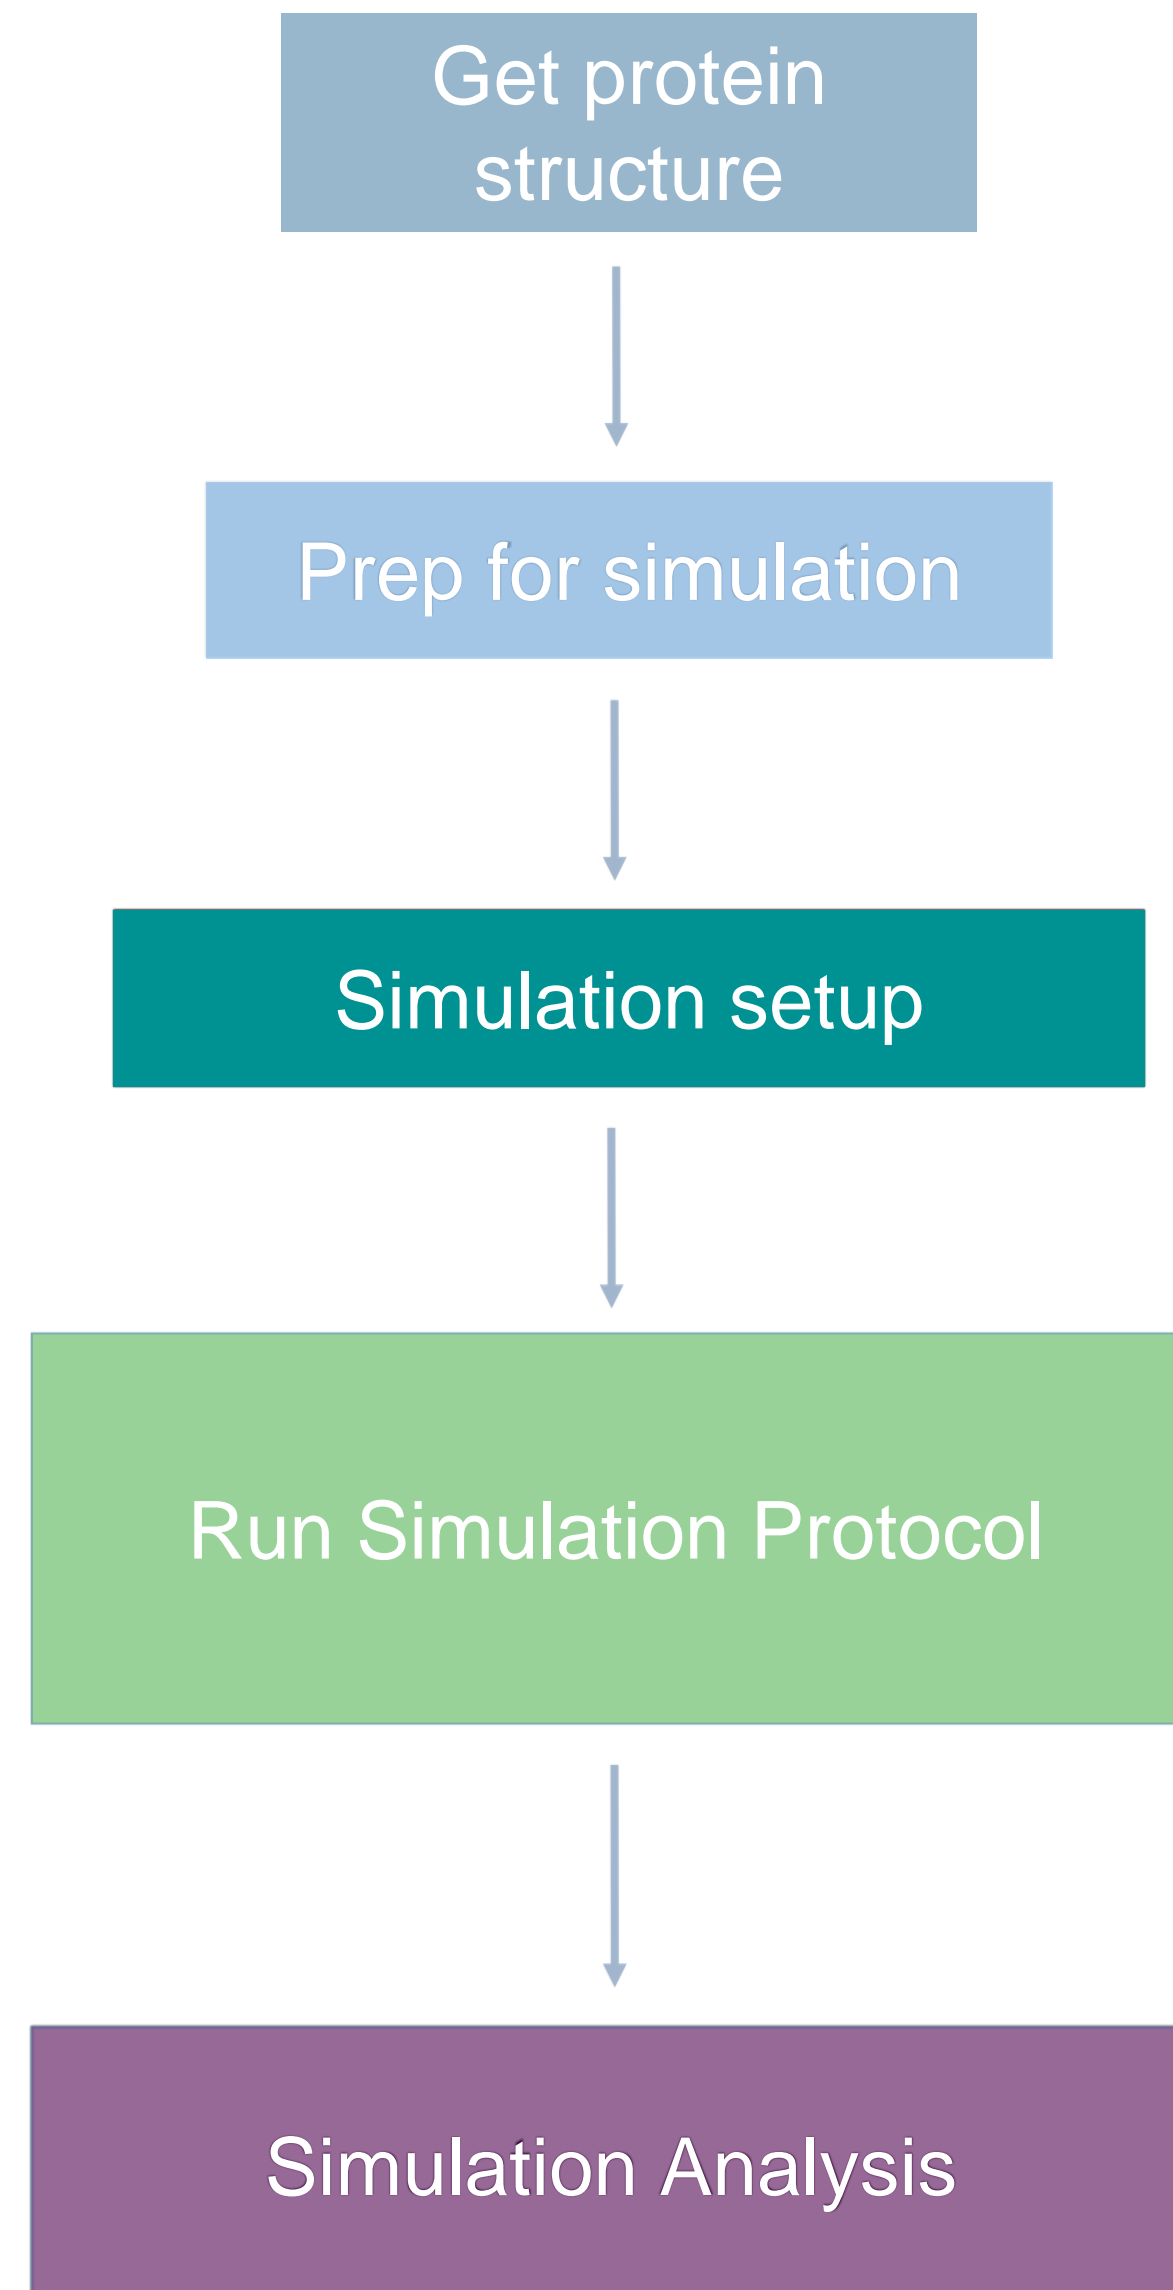 Get protein
structure
Prep for simulation
Simulation setup
Run Simulation Protocol
Simulation Analysis